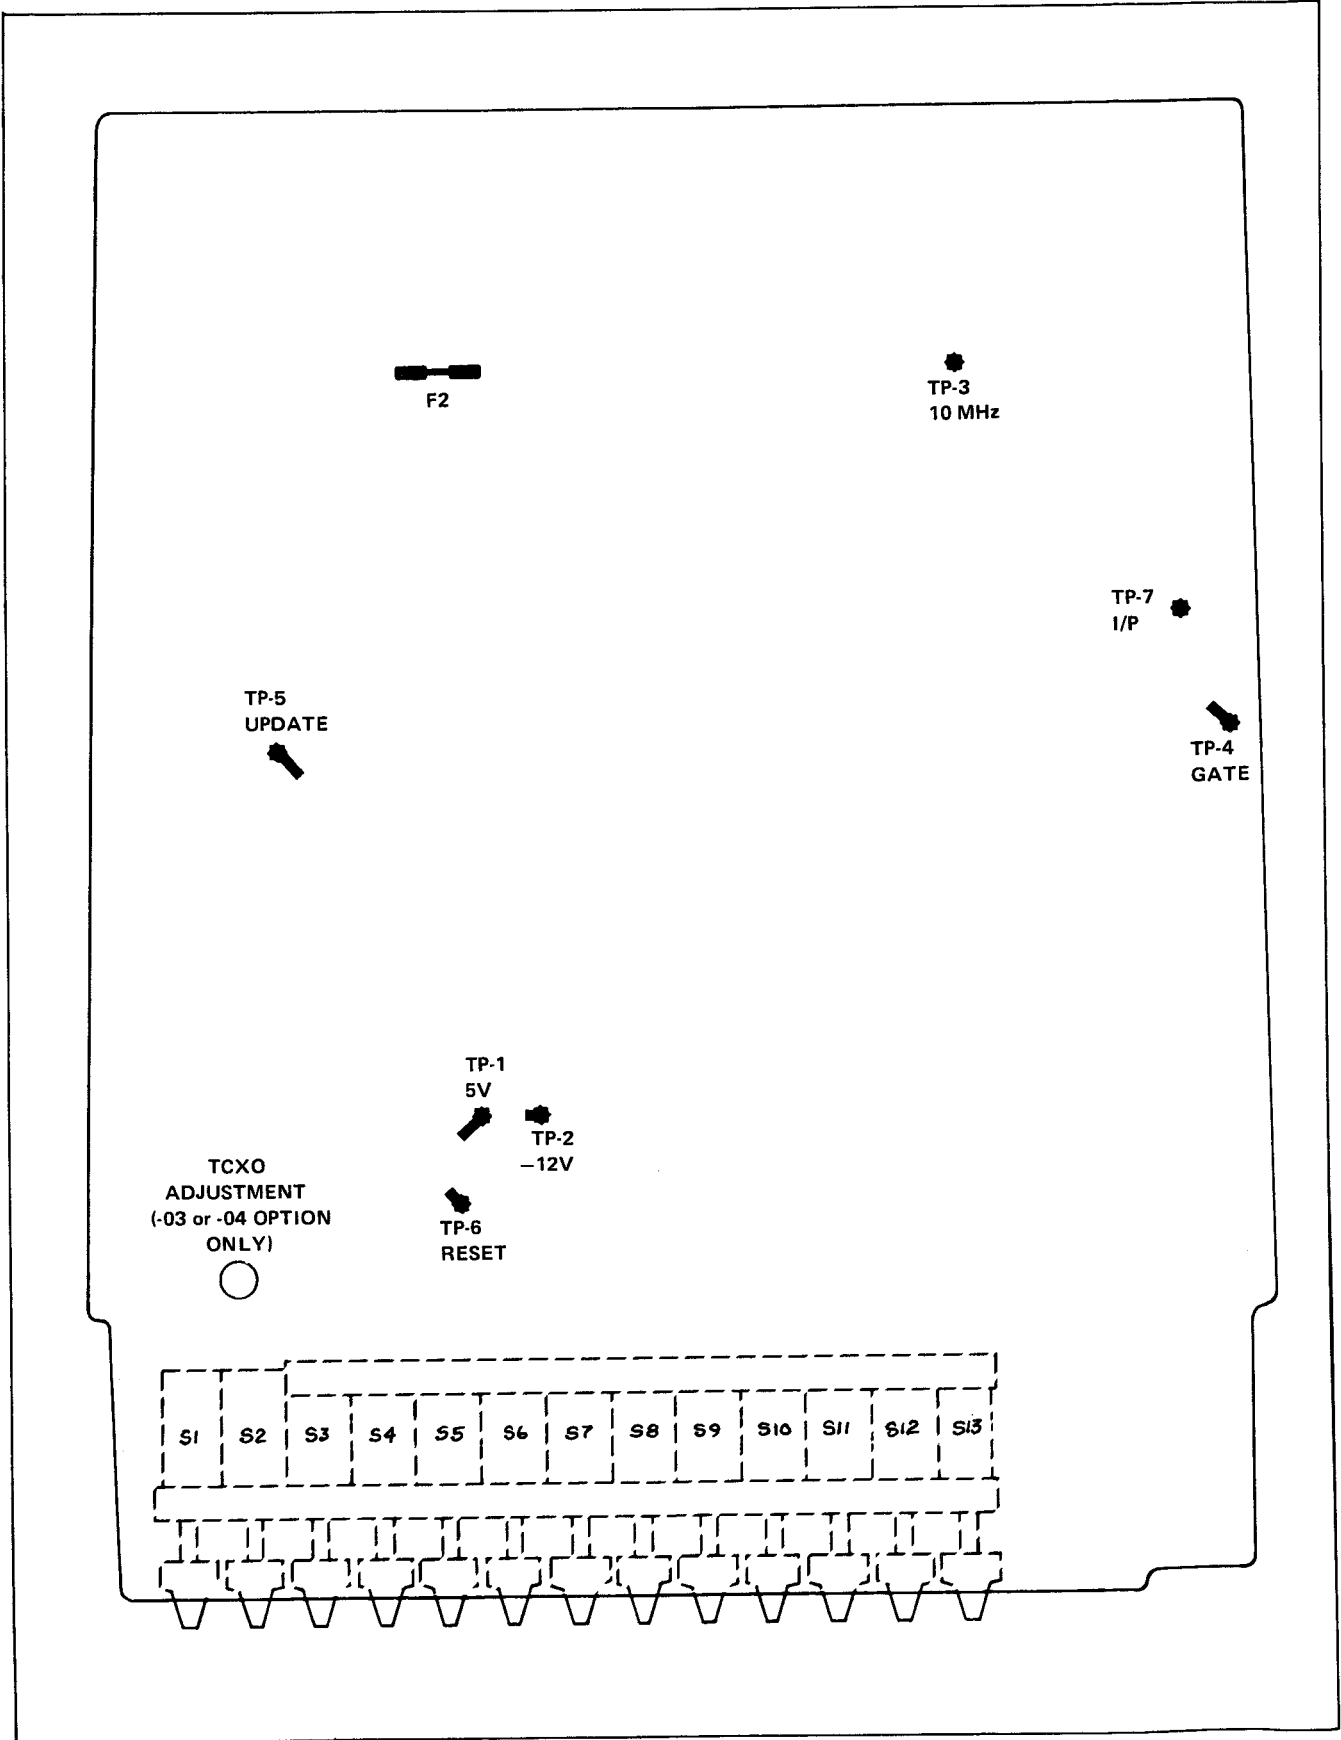 F2
TP-3
10 MHz
TP-7
I/P
TP-5
UPDATE
TP-4
GATE
TP-1
5V
TP-2
–12V
TCXO
ADJUSTMENT
(-03 or -04 OPTION
ONLY)
TP-6
RESET
S1 S2 S3 S4 S5 S6 S7 S8 S9 S10 S11 S12 S13